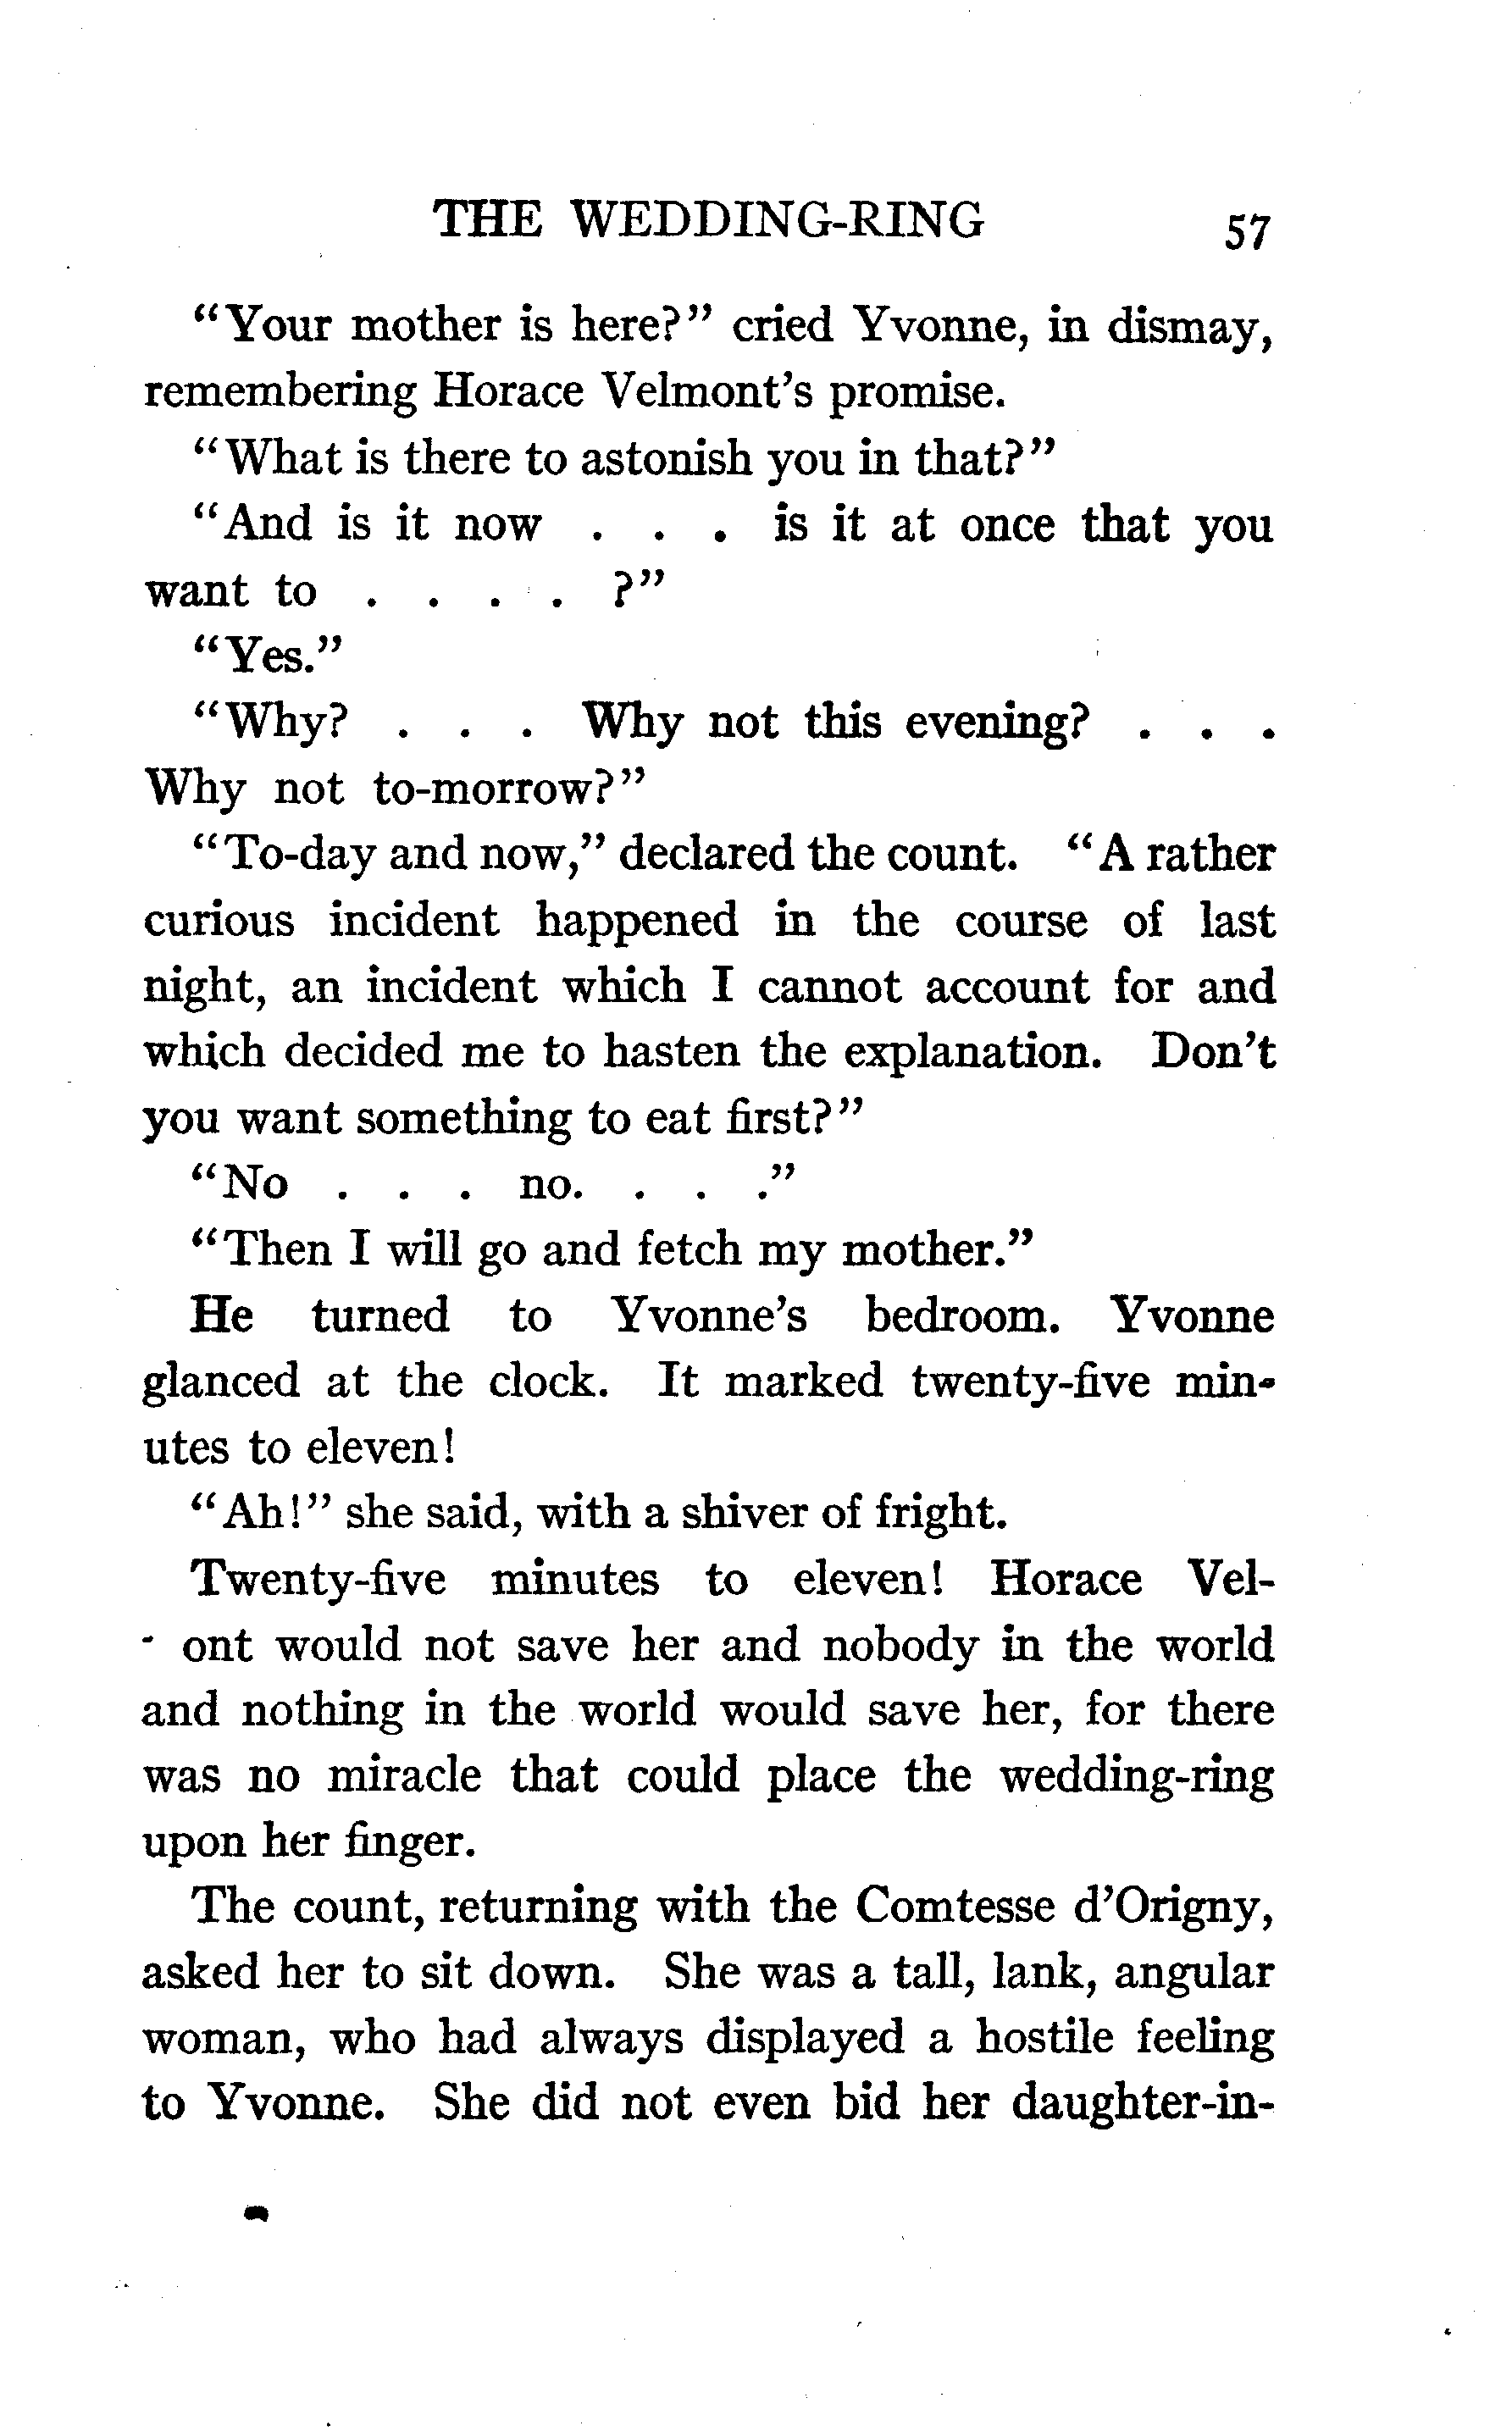 THE WEDDING-RING 57
"Your mother is here?" cried Yvonne, in dismay,
remembering Horace Velmont's promise.
"What is there to astonish you in that?"
"And is it now . . . is it at once that you
want to . . . . ?"
"Yes."
"Why? . . . Why not this evening? . . .
Why not to-morrow?"
"To-day and now," declared the count. "A rather
curious incident happened in the course of last
night, an incident which I cannot account for and
which decided me to hasten the explanation. Don't
you want something to eat first?"
"No . . . no. . . ."
"Then I will go and fetch my mother."
He turned to Yvonne's bedroom. Yvonne
glanced at the clock. It marked twenty-five min-
utes to eleven!
"Ah!" she said, with a shiver of fright.
Twenty-five minutes to eleven! Horace Vel-
ont would not save her and nobody in the world
and nothing in the world would save her, for there
was no miracle that could place the wedding-ring
upon her finger.
The count, returning with the Comtesse d'Origny,
asked her to sit down. She was a tall, lank, angular
woman, who had always displayed a hostile feeling
to Yvonne. She did not even bid her daughter-in-